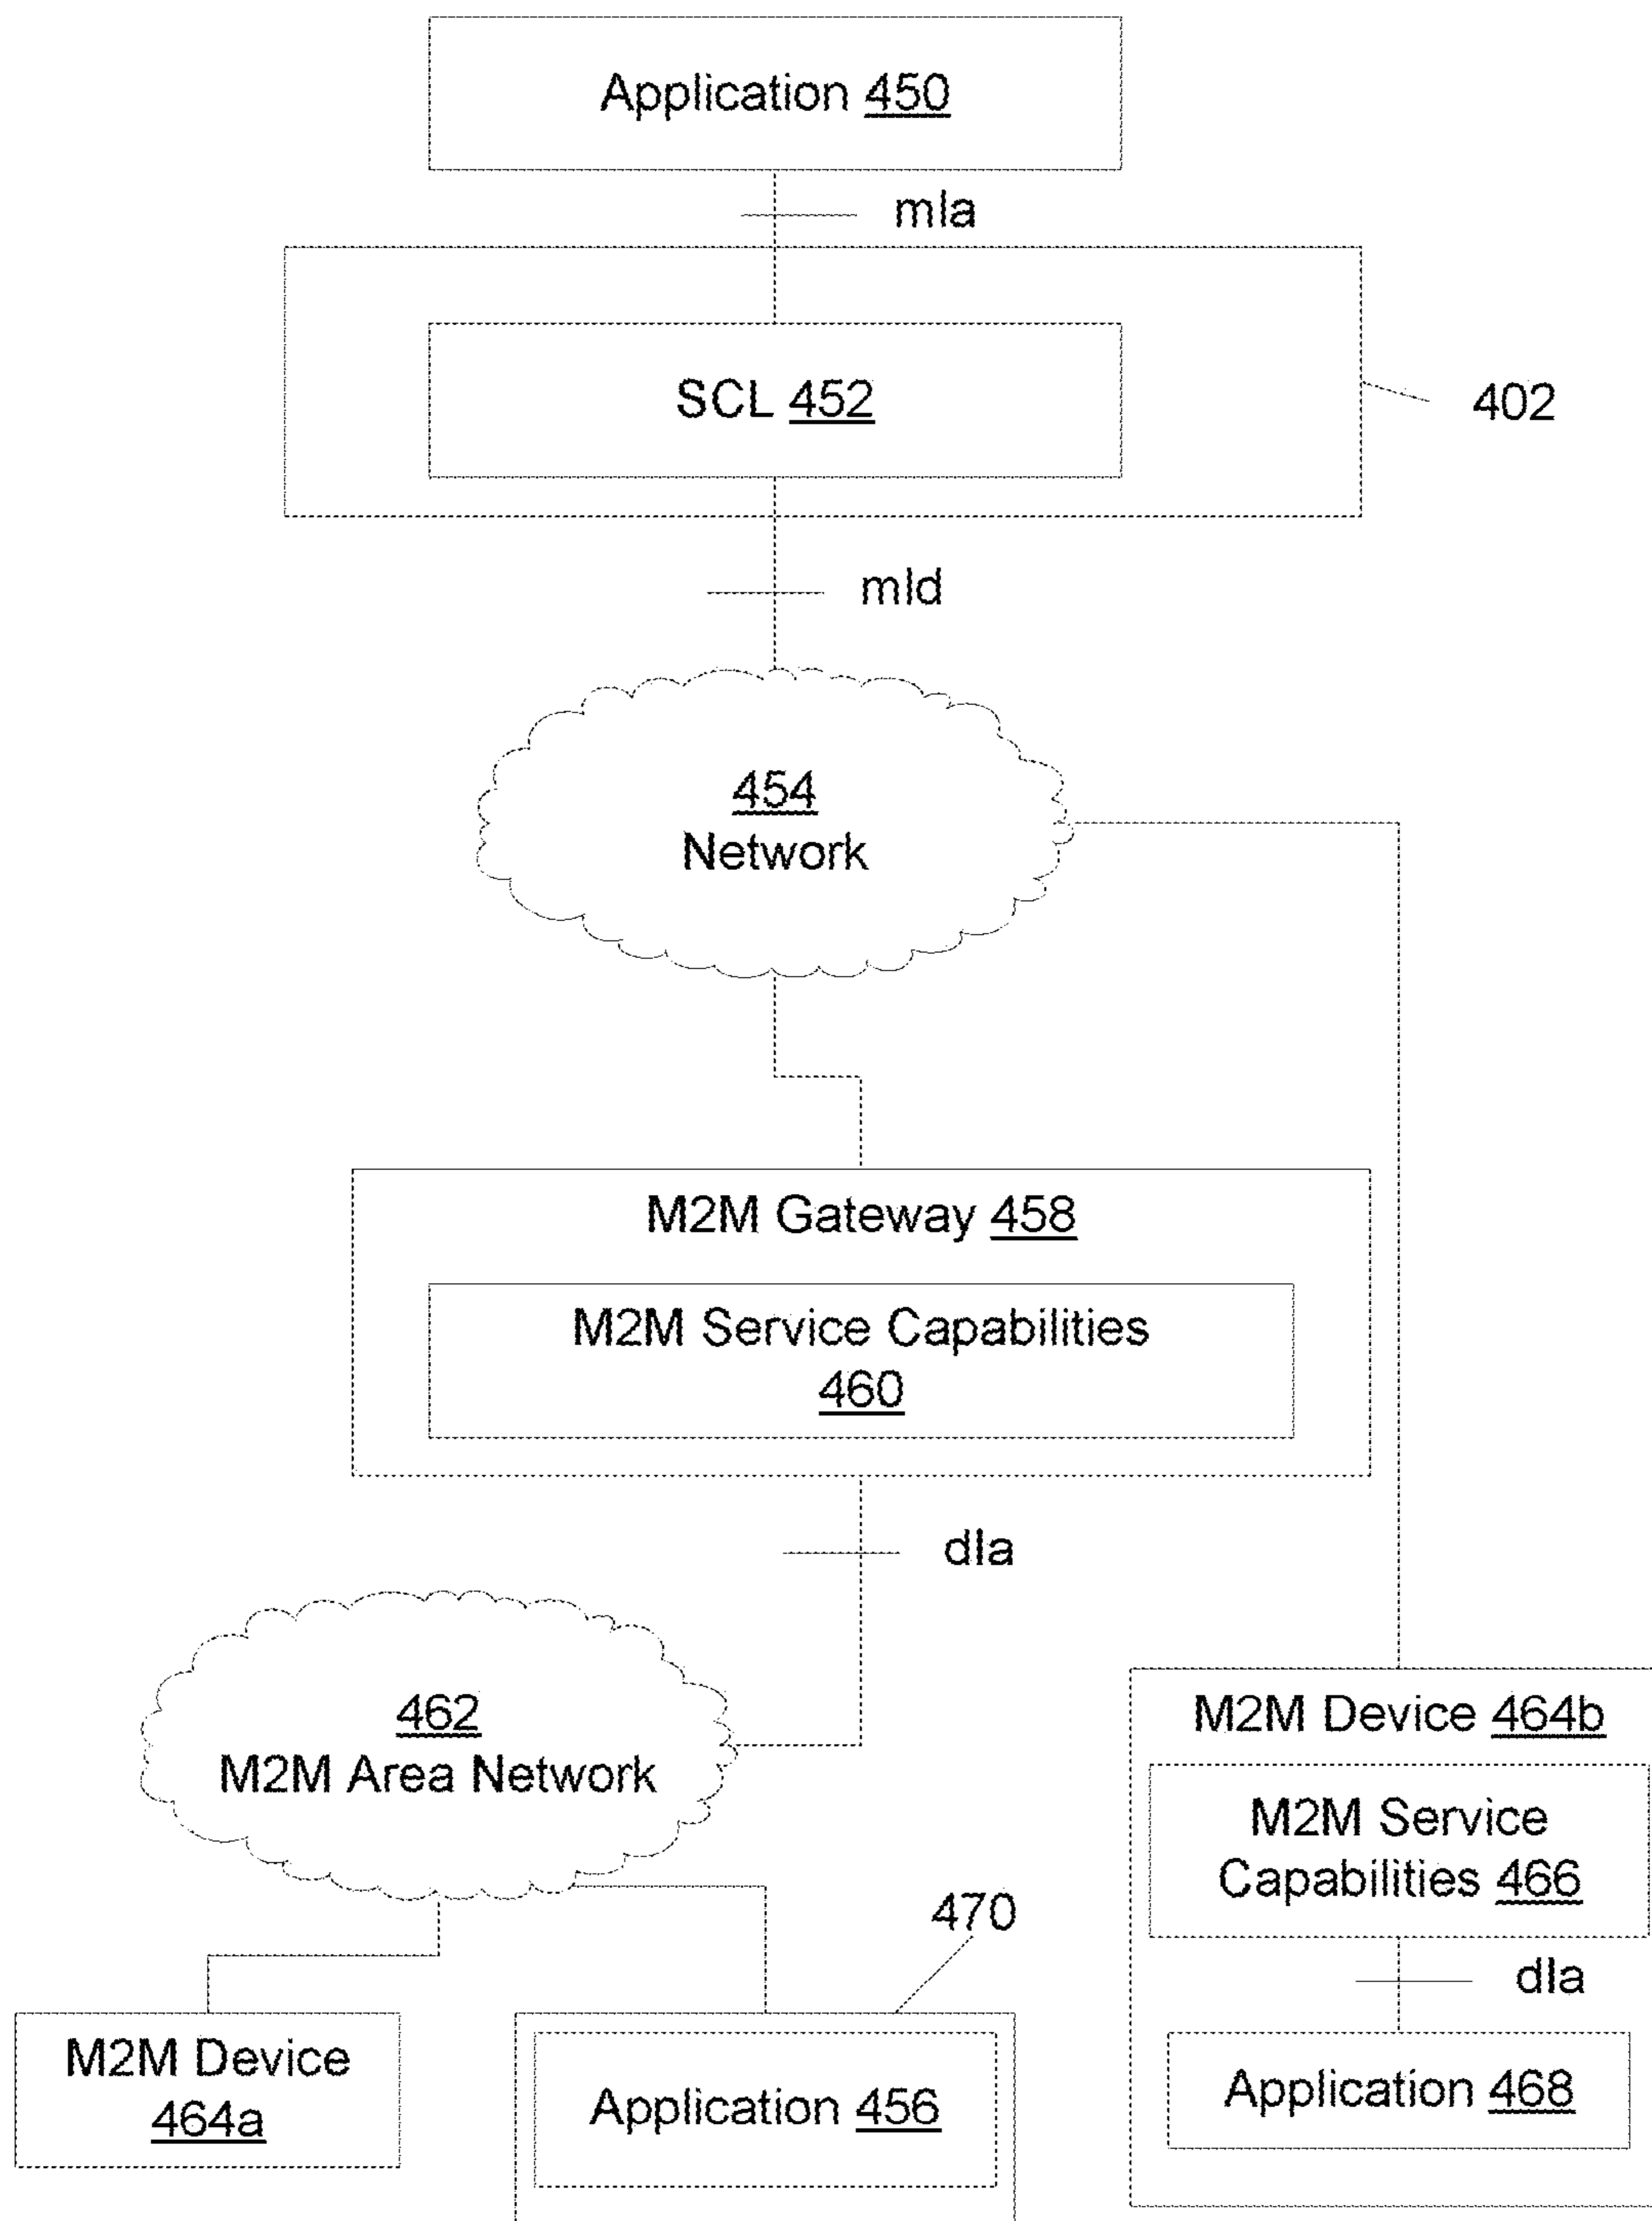 Application 450
mIa
SCL 452
402
mId
454
Network
M2M Gateway 458
M2M Service Capabilities
460
dIa
462
M2M Area Network
M2M Device 464b
M2M Service
Capabilities 466
470
dIa
M2M Device
464a
Application 456
Application 468